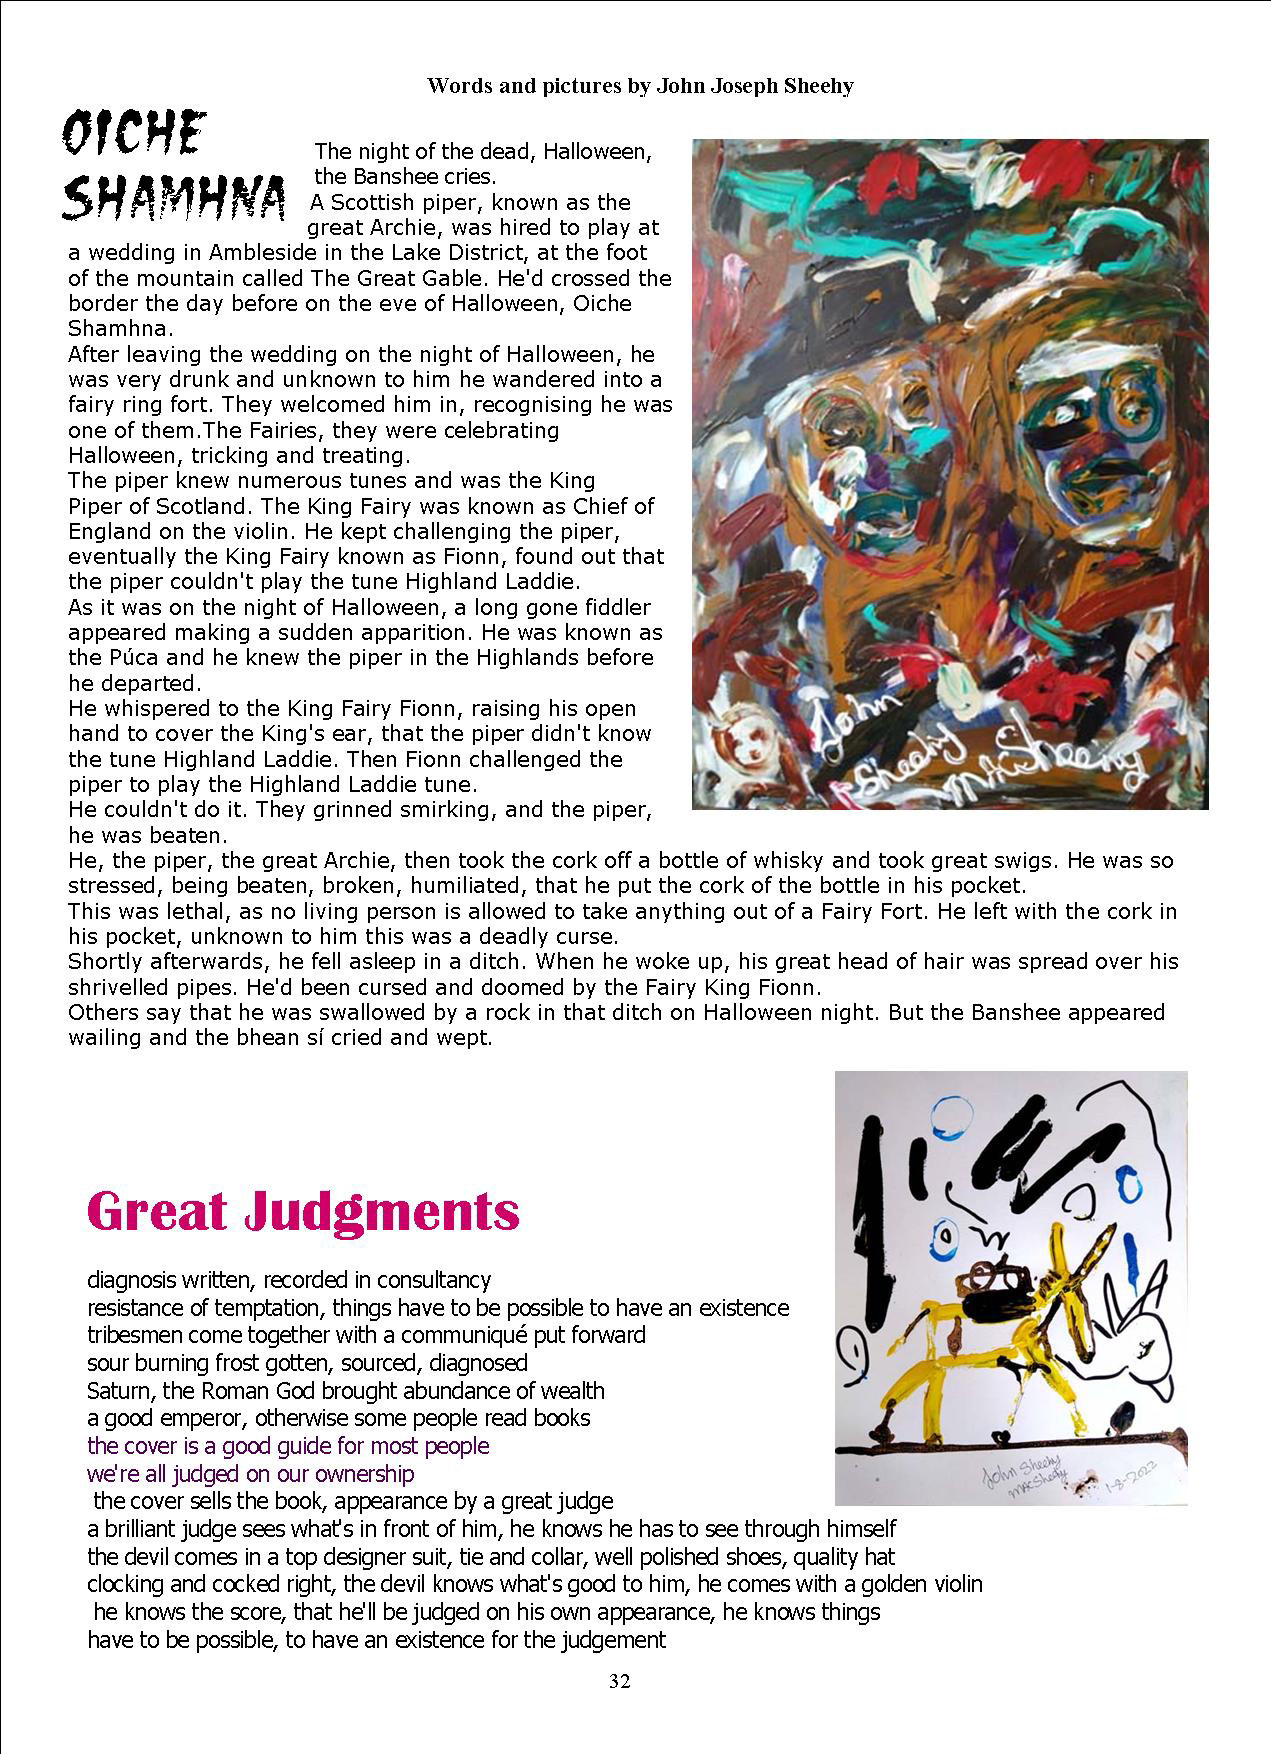 Words and pictures by John Joseph Sheehy
OICHE
SHAMHNA
The night of the dead, Halloween,
the Banshee cries.
A Scottish piper, known as the
great Archie, was hired to play at
a wedding in Ambleside in the Lake District, at the foot
of the mountain called The Great Gable. He'd crossed the
border the day before on the eve of Halloween, Oiche
Shamhna.
After leaving the wedding on the night of Halloween, he
was very drunk and unknown to him he wandered into a
fairy ring fort. They welcomed him in, recognising he was
one of them.The Fairies, they were celebrating
Halloween, tricking and treating.
The piper knew numerous tunes and was the King
Piper of Scotland. The King Fairy was known as Chief of
England on the violin. He kept challenging the piper,
eventually the King Fairy known as Fionn, found out that
the piper couldn't play the tune Highland Laddie.
As it was on the night of Halloween, a long gone fiddler
appeared making a sudden apparition. He was known as
the Púca and he knew the piper in the Highlands before
he departed.
He whispered to the King Fairy Fionn, raising his open
hand to cover the King's ear, that the piper didn't know
the tune Highland Laddie. Then Fionn challenged the
piper to play the Highland Laddie tune.
He couldn't do it. They grinned smirking, and the piper,
he was beaten.
He, the piper, the great Archie, then took the cork off a bottle of whisky and took great swigs. He was so
stressed, being beaten, broken, humiliated, that he put the cork of the bottle in his pocket.
This was lethal, as no living person is allowed to take anything out of a Fairy Fort. He left with the cork in
his pocket, unknown to him this was a deadly curse.
Shortly afterwards, he fell asleep in a ditch. When he woke up, his great head of hair was spread over his
shrivelled pipes. He'd been cursed and doomed by the Fairy King Fionn.
Others say that he was swallowed by a rock in that ditch on Halloween night. But the Banshee appeared
wailing and the bhean sí cried and wept.
John
Sheehy
MacSheehy
Great Judgments
diagnosis written, recorded in consultancy
resistance of temptation, things have to be possible to have an existence
tribesmen come together with a communiqué put forward
sour burning frost gotten, sourced, diagnosed
Saturn, the Roman God brought abundance of wealth
a good emperor, otherwise some people read books
the cover is a good guide for most people
we're all judged on our ownership
the cover sells the book, appearance by a great judge
a brilliant judge sees what's in front of him, he knows he has to see through himself
the devil comes in a top designer suit, tie and collar, well polished shoes, quality hat
clocking and cocked right, the devil knows what's good to him, he comes with a golden violin
he knows the score, that he'll be judged on his own appearance, he knows things
have to be possible, to have an existence for the judgement
John Sheehy
MacSheehy
1-8-2022
32